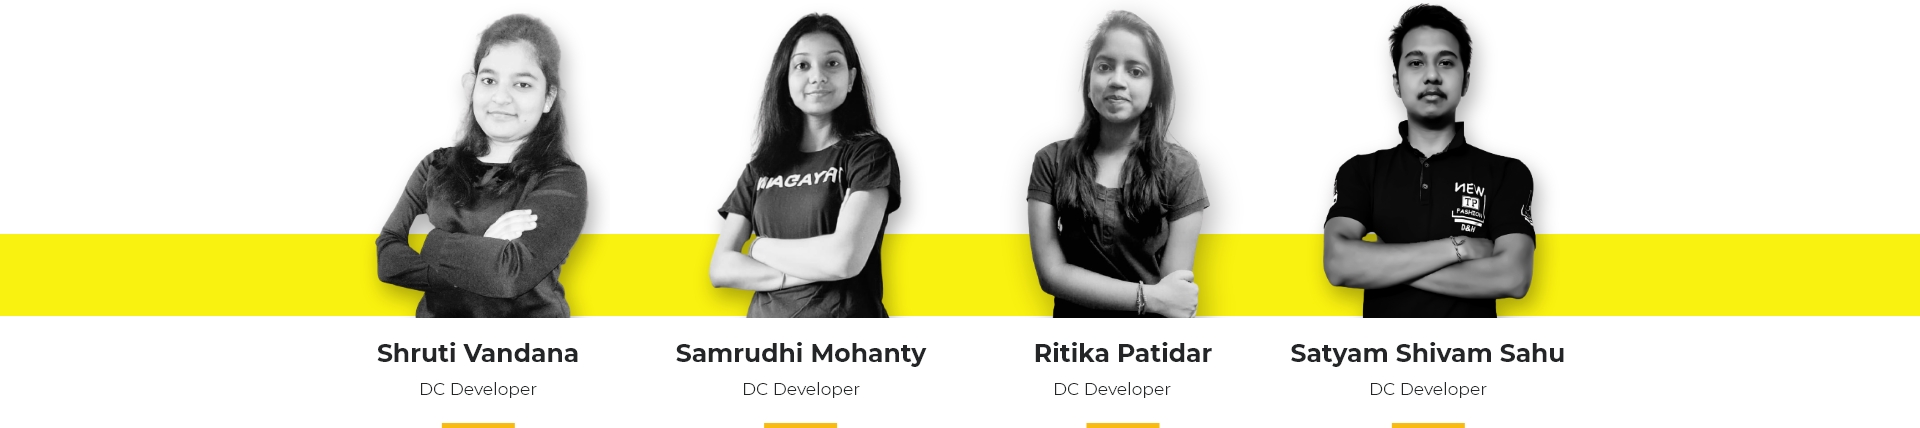 NEW
TP
FASHION
D&H
Shruti Vandana
Samrudhi Mohanty
Ritika Patidar
Satyam Shivam Sahu
DC Developer
DC Developer
DC Developer
DC Developer